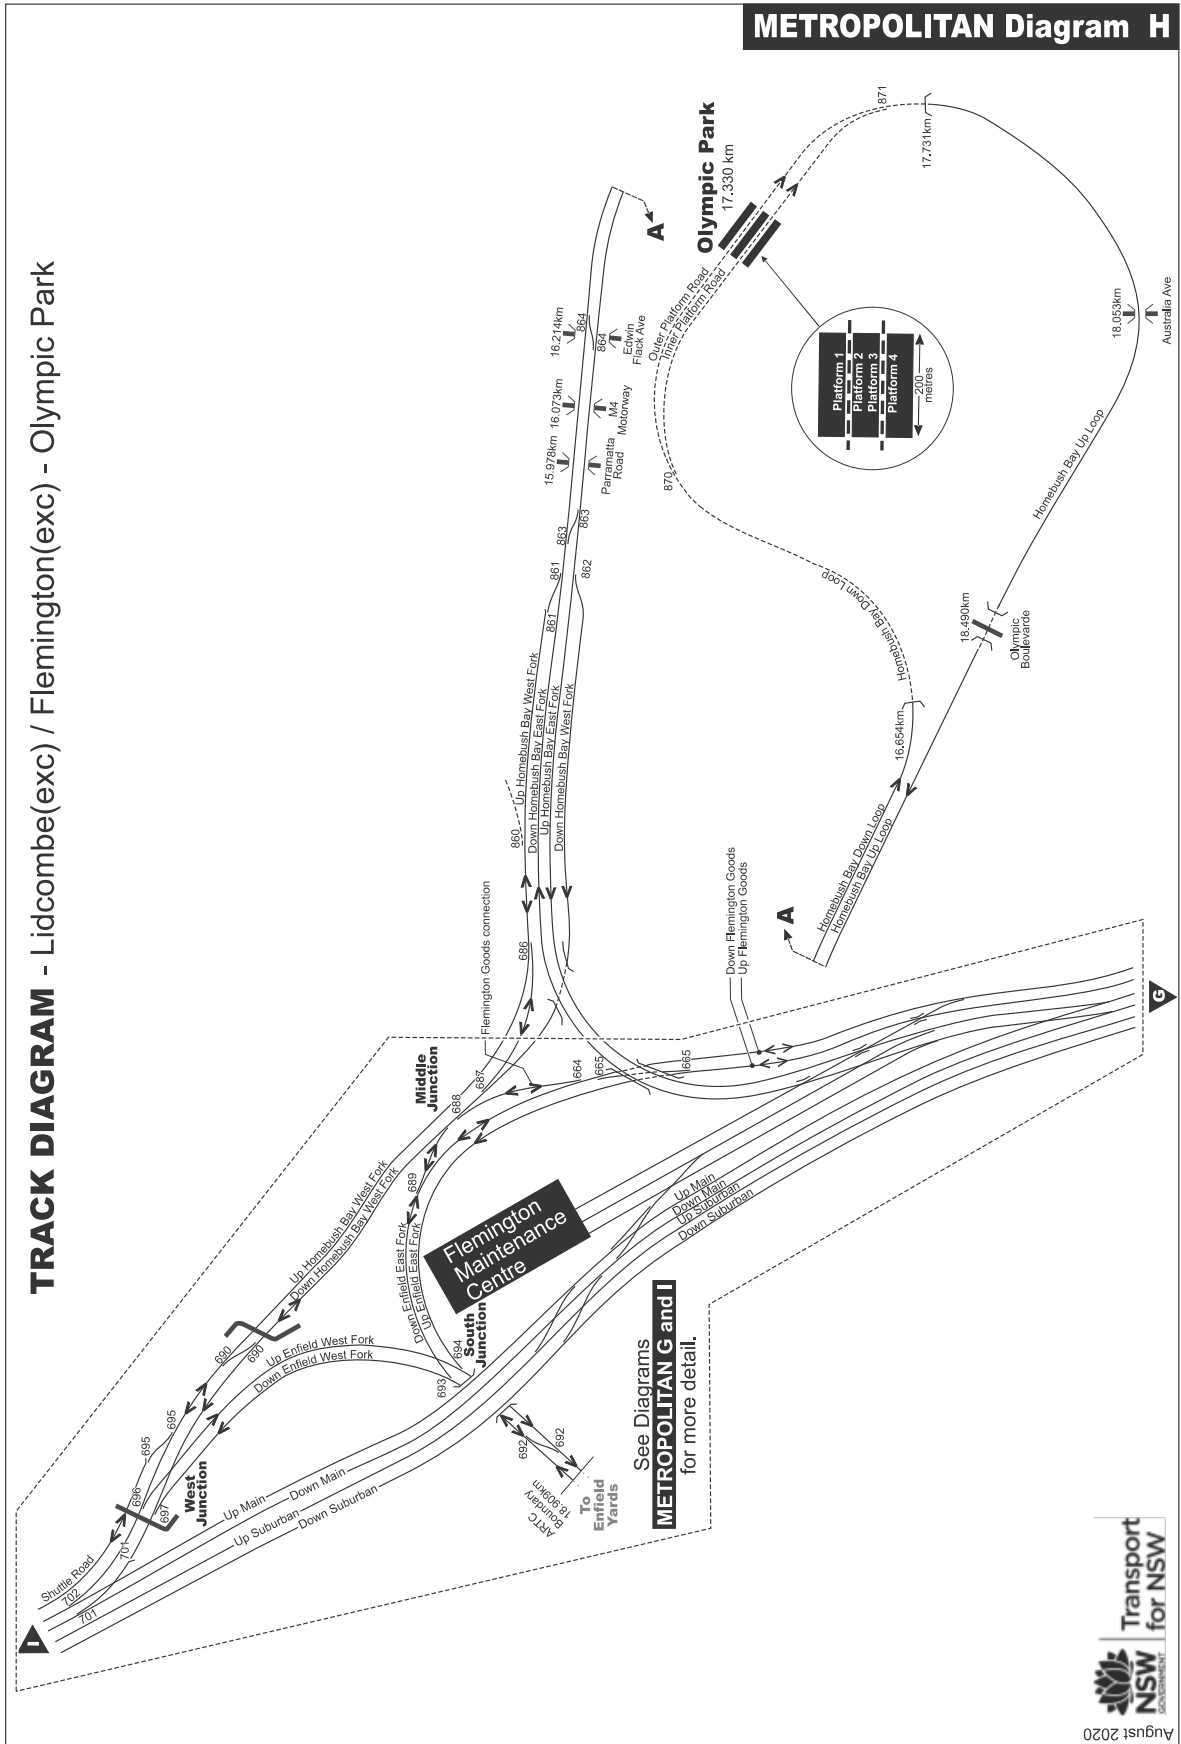 METROPOLITAN Diagram H
TRACK DIAGRAM - Lidcombe(exc) / Flemington(exc) - Olympic Park
Olympic Park
17.330 km
871
17.731km
A
Outer Platform Road
Inner Platform Road
870
Platform 1
Platform 2
Platform 3
Platform 4
200
metres
18.053km
Australia Ave
Homebush Bay Up Loop
18.490km
Olympic
Boulevarde
Homebush Bay Down Loop
16.654km
Homebush Bay Down Loop
Homebush Bay Up Loop
A
16.214km
864
864
Edwin
Flack Ave
16.073km
M4
Motorway
15.978km
Parramatta
Road
863
863
861
862
861
Up Homebush Bay West Fork
Down Homebush Bay East Fork
Up Homebush Bay East Fork
Down Homebush Bay West Fork
860
686
Flemington Goods connection
Down Flemington Goods
Up Flemington Goods
G
Middle
Junction
687
688
664
665
665
689
Up Homebush Bay West Fork
Down Homebush Bay West Fork
Down Enfield East Fork
Up Enfield East Fork
Flemington
Maintenance
Centre
Up Main
Down Main
Up Suburban
Down Suburban
690
690
Up Enfield West Fork
Down Enfield West Fork
694
South
Junction
693
695
695
696
697
West
Junction
Up Main
Down Main
Up Suburban
Down Suburban
692
692
ARTC
Boundary
18.909km
To
Enfield
Yards
See Diagrams
METROPOLITAN G and I
for more detail.
Shuttle Road
701
702
701
I
NSW
GOVERNMENT
Transport
for NSW
August 2020